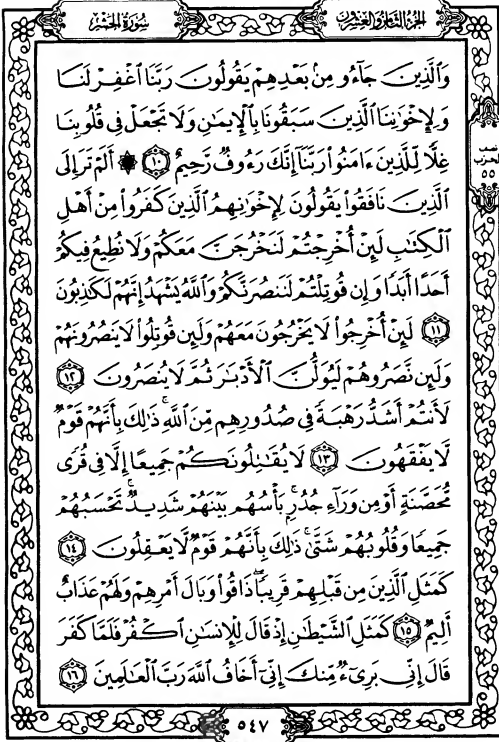 الجزء الثامن والعشرون
سورة الحشر
وَالَّذِينَ جَآءُو مِنۢ بَعْدِهِمْ يَقُولُونَ رَبَّنَا ٱغْفِرْ لَنَا
وَلِإِخْوَٰنِنَا ٱلَّذِينَ سَبَقُونَا بِٱلْإِيمَٰنِ وَلَا تَجْعَلْ فِى قُلُوبِنَا
غِلًّا لِّلَّذِينَ ءَامَنُوا۟ رَبَّنَآ إِنَّكَ رَءُوفٌ رَّحِيمٌ ١٠ ۞ أَلَمْ تَرَ إِلَى
ٱلَّذِينَ نَافَقُوا۟ يَقُولُونَ لِإِخْوَٰنِهِمُ ٱلَّذِينَ كَفَرُوا۟ مِنْ أَهْلِ
ٱلْكِتَٰبِ لَئِنْ أُخْرِجْتُمْ لَنَخْرُجَنَّ مَعَكُمْ وَلَا نُطِيعُ فِيكُمْ
أَحَدًا أَبَدًا وَإِن قُوتِلْتُمْ لَنَنصُرَنَّكُمْ وَٱللَّهُ يَشْهَدُ إِنَّهُمْ لَكَٰذِبُونَ
١١ لَئِنْ أُخْرِجُوا۟ لَا يَخْرُجُونَ مَعَهُمْ وَلَئِن قُوتِلُوا۟ لَا يَنصُرُونَهُمْ
وَلَئِن نَّصَرُوهُمْ لَيُوَلُّنَّ ٱلْأَدْبَٰرَ ثُمَّ لَا يُنصَرُونَ ١٢
لَأَنتُمْ أَشَدُّ رَهْبَةً فِى صُدُورِهِم مِّنَ ٱللَّهِ ۚ ذَٰلِكَ بِأَنَّهُمْ قَوْمٌ
لَّا يَفْقَهُونَ ١٣ لَا يُقَٰتِلُونَكُمْ جَمِيعًا إِلَّا فِى قُرًى
مُّحَصَّنَةٍ أَوْ مِن وَرَآءِ جُدُرٍۭ ۚ بَأْسُهُم بَيْنَهُمْ شَدِيدٌ ۚ تَحْسَبُهُمْ
جَمِيعًا وَقُلُوبُهُمْ شَتَّىٰ ۚ ذَٰلِكَ بِأَنَّهُمْ قَوْمٌ لَّا يَعْقِلُونَ ١٤
كَمَثَلِ ٱلَّذِينَ مِن قَبْلِهِمْ قَرِيبًا ۖ ذَاقُوا۟ وَبَالَ أَمْرِهِمْ وَلَهُمْ عَذَابٌ
أَلِيمٌ ١٥ كَمَثَلِ ٱلشَّيْطَٰنِ إِذْ قَالَ لِلْإِنسَٰنِ ٱكْفُرْ فَلَمَّا كَفَرَ
قَالَ إِنِّى بَرِىٓءٌ مِّنكَ إِنِّىٓ أَخَافُ ٱللَّهَ رَبَّ ٱلْعَٰلَمِينَ ١٦
نصف
الحزب
٥٥
٥٤٧